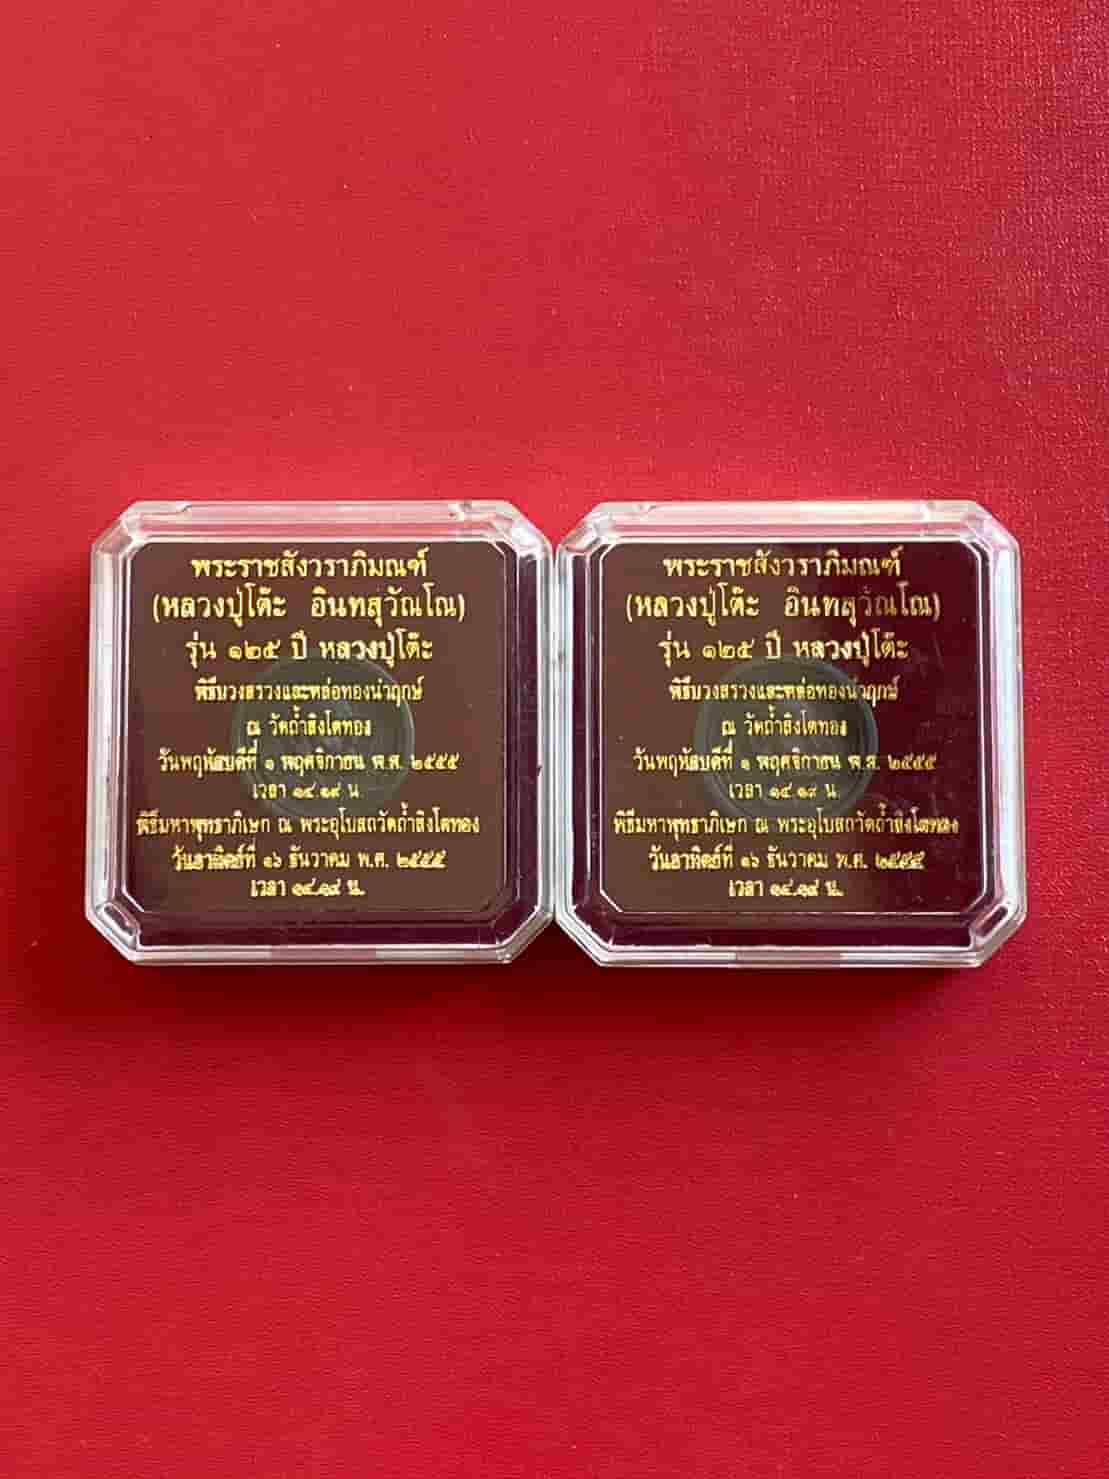 พระราชสังวราภิมณฑ์
(หลวงปู่โต๊ะ อินทสุวัณโณ)
รุ่น ๑๒๕ ปี หลวงปู่โต๊ะ
พิธีบวงสรวงและหล่อทองนำฤกษ์
ณ วัดถ้ำสิงโตทอง
วันพฤหัสบดีที่ ๑ พฤศจิกายน พ.ศ. ๒๕๕๕
เวลา ๑๔.๑๙ น.
พิธีมหาพุทธาภิเษก ณ พระอุโบสถวัดถ้ำสิงโตทอง
วันอาทิตย์ที่ ๑๖ ธันวาคม พ.ศ. ๒๕๕๕
เวลา ๑๔.๑๙ น.
พระราชสังวราภิมณฑ์
(หลวงปู่โต๊ะ อินทสุวัณโณ)
รุ่น ๑๒๕ ปี หลวงปู่โต๊ะ
พิธีบวงสรวงและหล่อทองนำฤกษ์
ณ วัดถ้ำสิงโตทอง
วันพฤหัสบดีที่ ๑ พฤศจิกายน พ.ศ. ๒๕๕๕
เวลา ๑๔.๑๙ น.
พิธีมหาพุทธาภิเษก ณ พระอุโบสถวัดถ้ำสิงโตทอง
วันอาทิตย์ที่ ๑๖ ธันวาคม พ.ศ. ๒๕๕๕
เวลา ๑๔.๑๙ น.